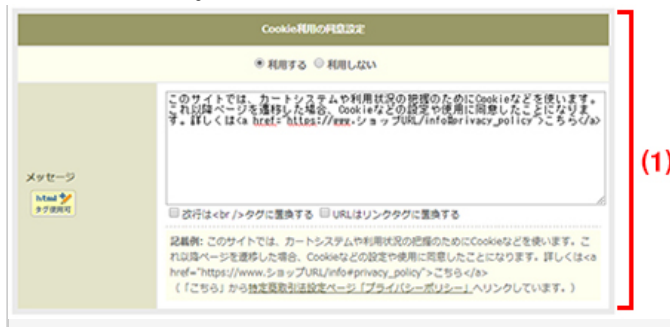 Cookie利用の同意設定
利用する 利用しない
このサイトでは、カートシステムや利用状況の把握のためにCookieなどを使います。
これ以降ページを遷移した場合、Cookieなどの設定や使用に同意したことになりま
す。詳しくは<a href="https://www.ショップURL/info#privacy_policy">こちら</a>
メッセージ
html
タグ使用可
改行は<br />タグに置換する URLはリンクタグに置換する
記載例: このサイトでは、カートシステムや利用状況の把握のためにCookieなどを使います。こ
れ以降ページを遷移した場合、Cookieなどの設定や使用に同意したことになります。詳しくは<a
href="https://www.ショップURL/info#privacy_policy">こちら</a>
(「こちら」から特定商取引法設定ページ「プライバシーポリシー」へリンクしています。)
(1)